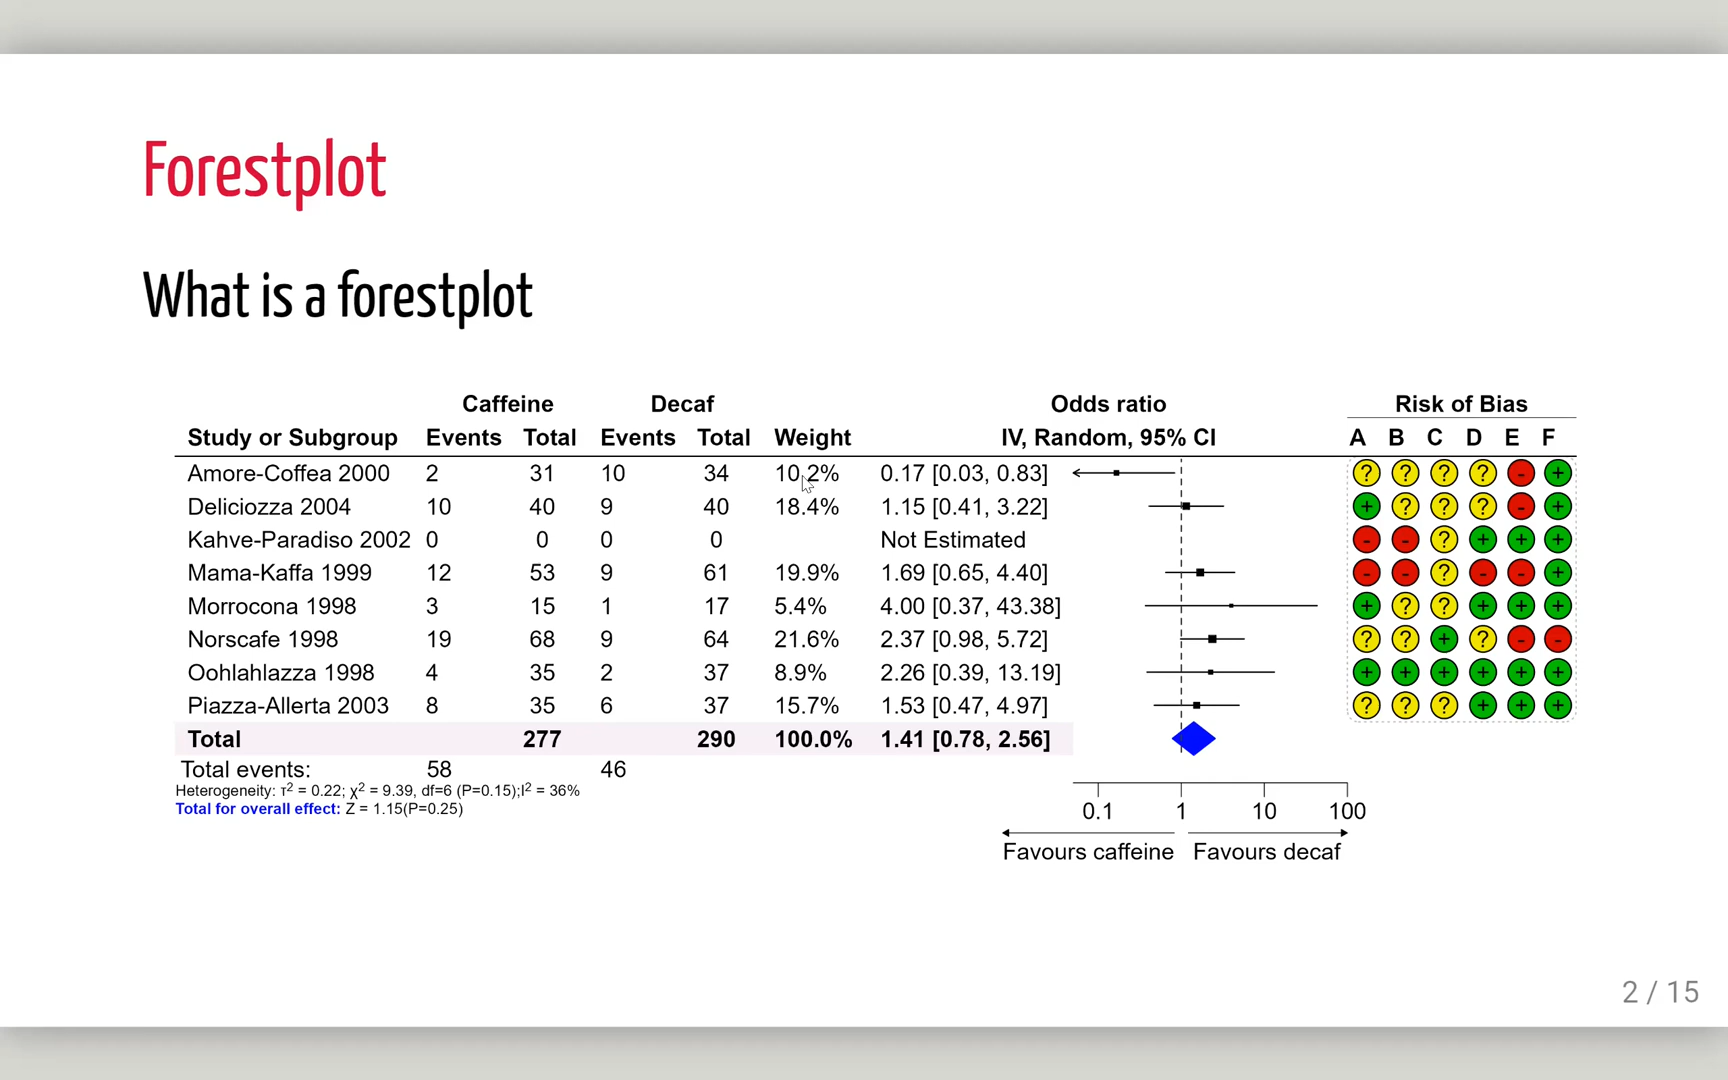 Forestplot
What is a forestplot
Caffeine Decaf Odds ratio Risk of Bias
Study or Subgroup Events Total Events Total Weight IV, Random, 95% CI A B C D E F
Amore-Coffea 2000 2 31 10 34 10.2% 0.17 [0.03, 0.83] ? ? ? ? - +
Deliciozza 2004 10 40 9 40 18.4% 1.15 [0.41, 3.22] + ? ? ? - +
Kahve-Paradiso 2002 0 0 0 0 Not Estimated - - ? + + +
Mama-Kaffa 1999 12 53 9 61 19.9% 1.69 [0.65, 4.40] - - ? - - +
Morrocona 1998 3 15 1 17 5.4% 4.00 [0.37, 43.38] + ? ? + + +
Norscafe 1998 19 68 9 64 21.6% 2.37 [0.98, 5.72] ? ? + ? - -
Oohlahlazza 1998 4 35 2 37 8.9% 2.26 [0.39, 13.19] + + + + + +
Piazza-Allerta 2003 8 35 6 37 15.7% 1.53 [0.47, 4.97] ? ? ? + + +
Total 277 290 100.0% 1.41 [0.78, 2.56]
Total events: 58 46
Heterogeneity: τ² = 0.22; χ² = 9.39, df=6 (P=0.15);I² = 36%
Total for overall effect: Z = 1.15(P=0.25)
0.1 1 10 100
Favours caffeine Favours decaf
2 / 15